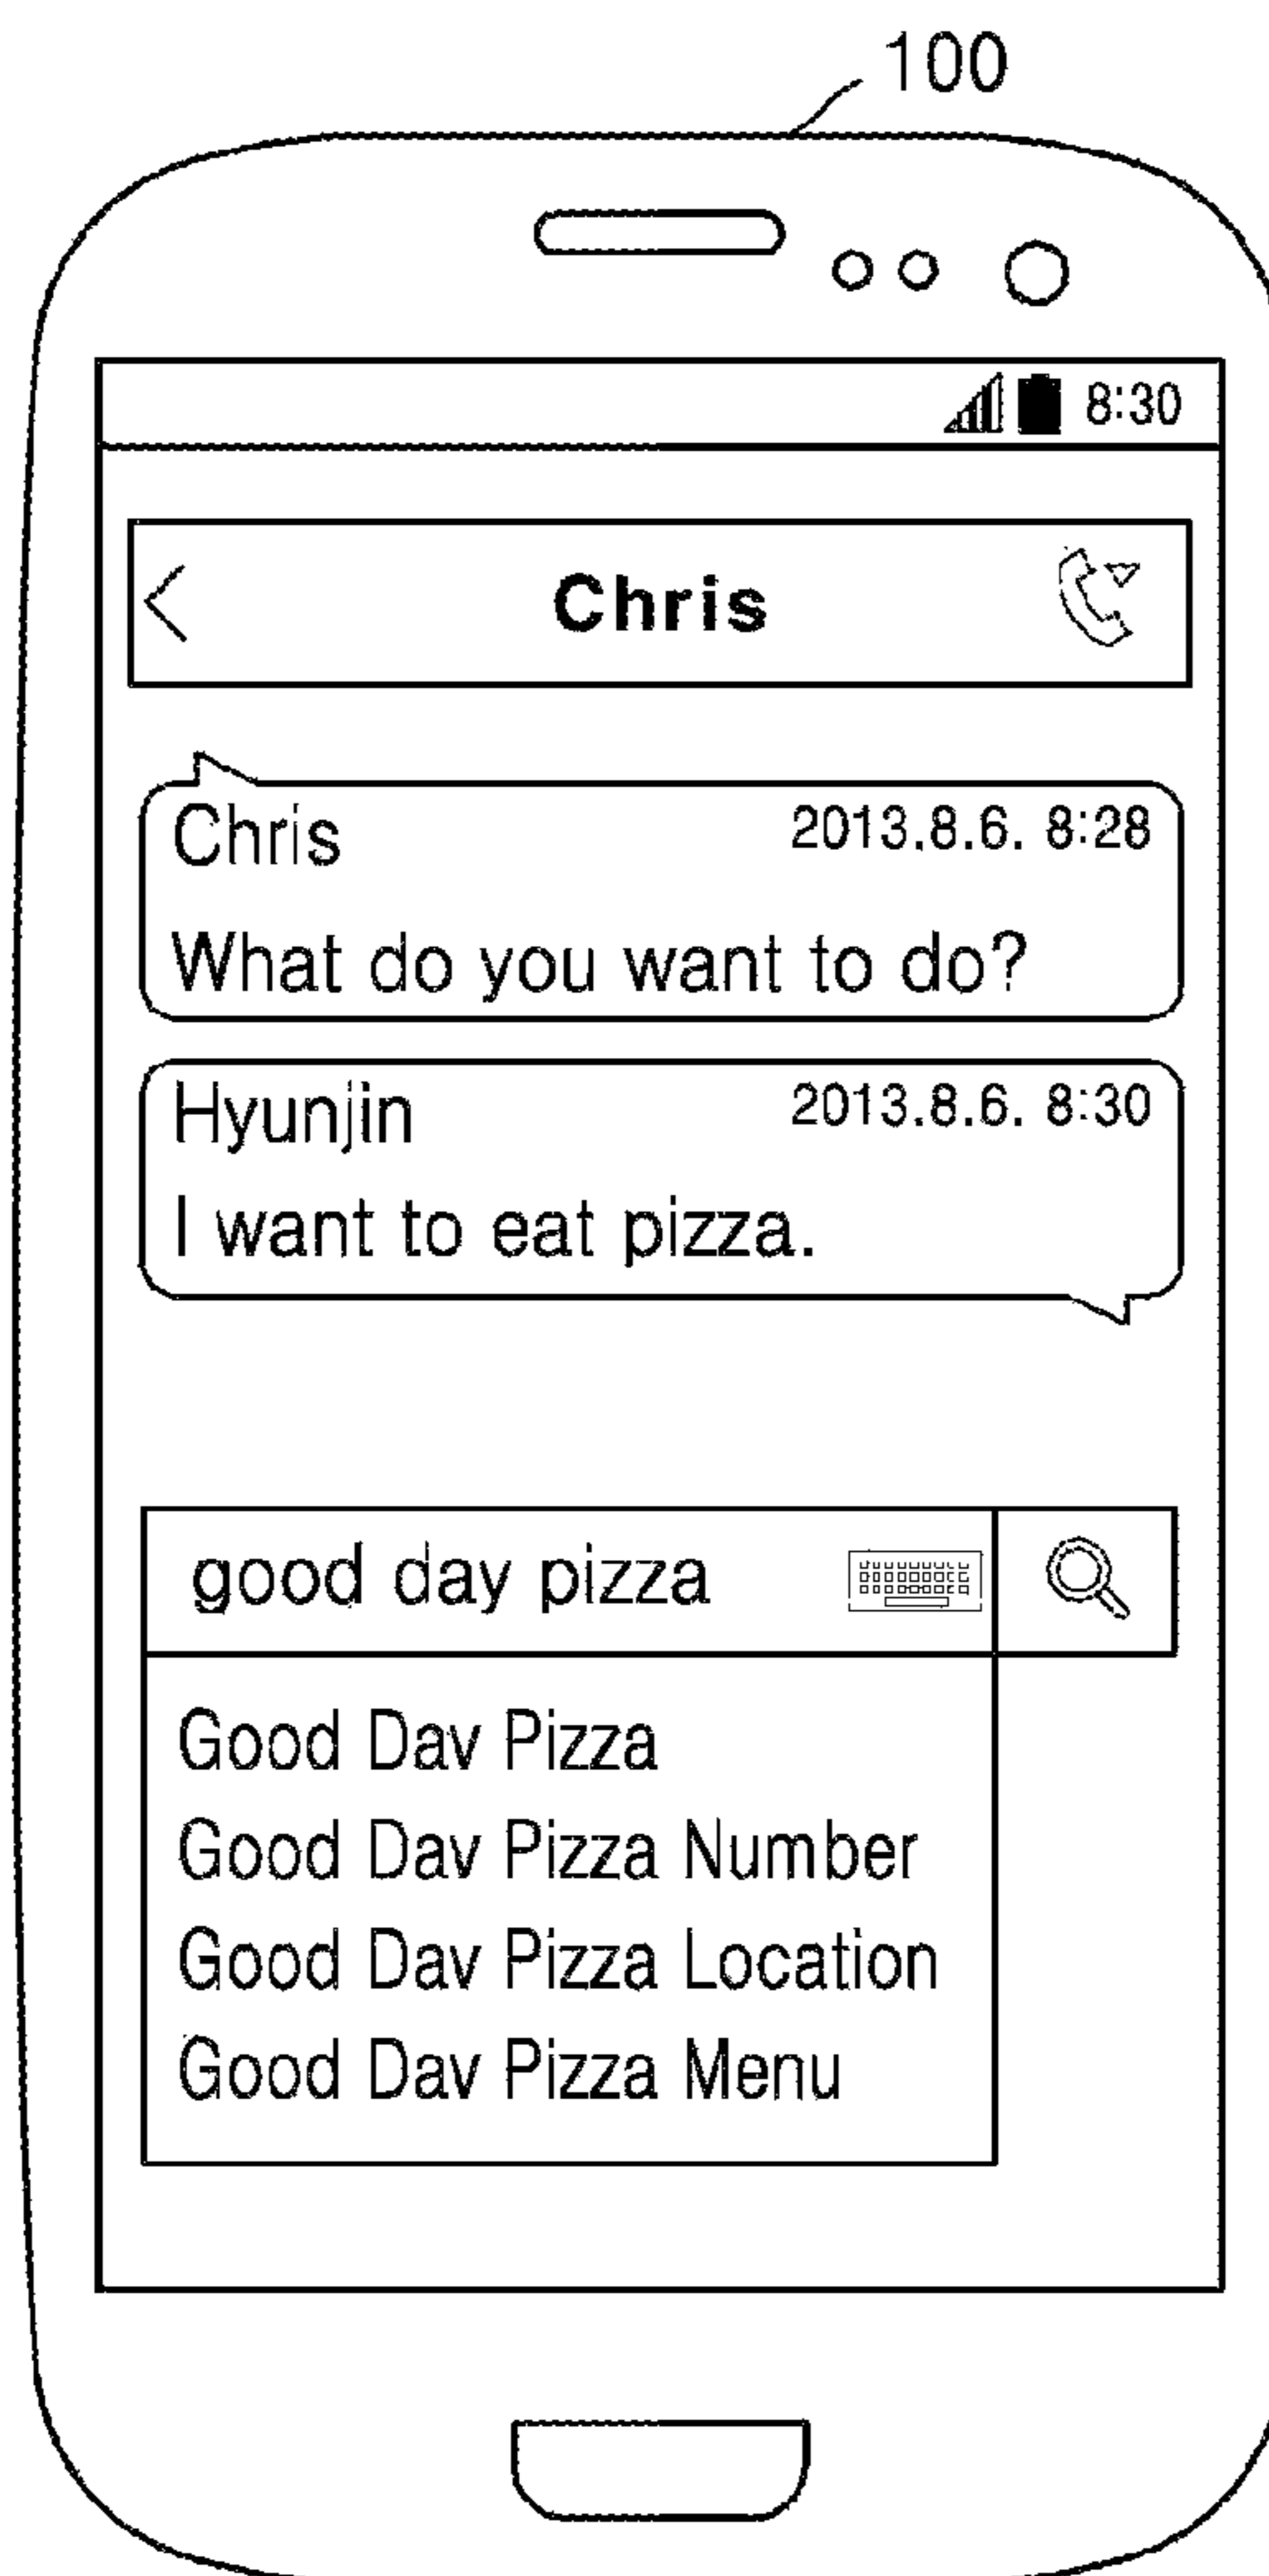 100
8:30
Chris
Chris 2013.8.6. 8:28
What do you want to do?
Hyunjin 2013.8.6. 8:30
I want to eat pizza.
good day pizza
Good Dav Pizza
Good Dav Pizza Number
Good Dav Pizza Location
Good Dav Pizza Menu